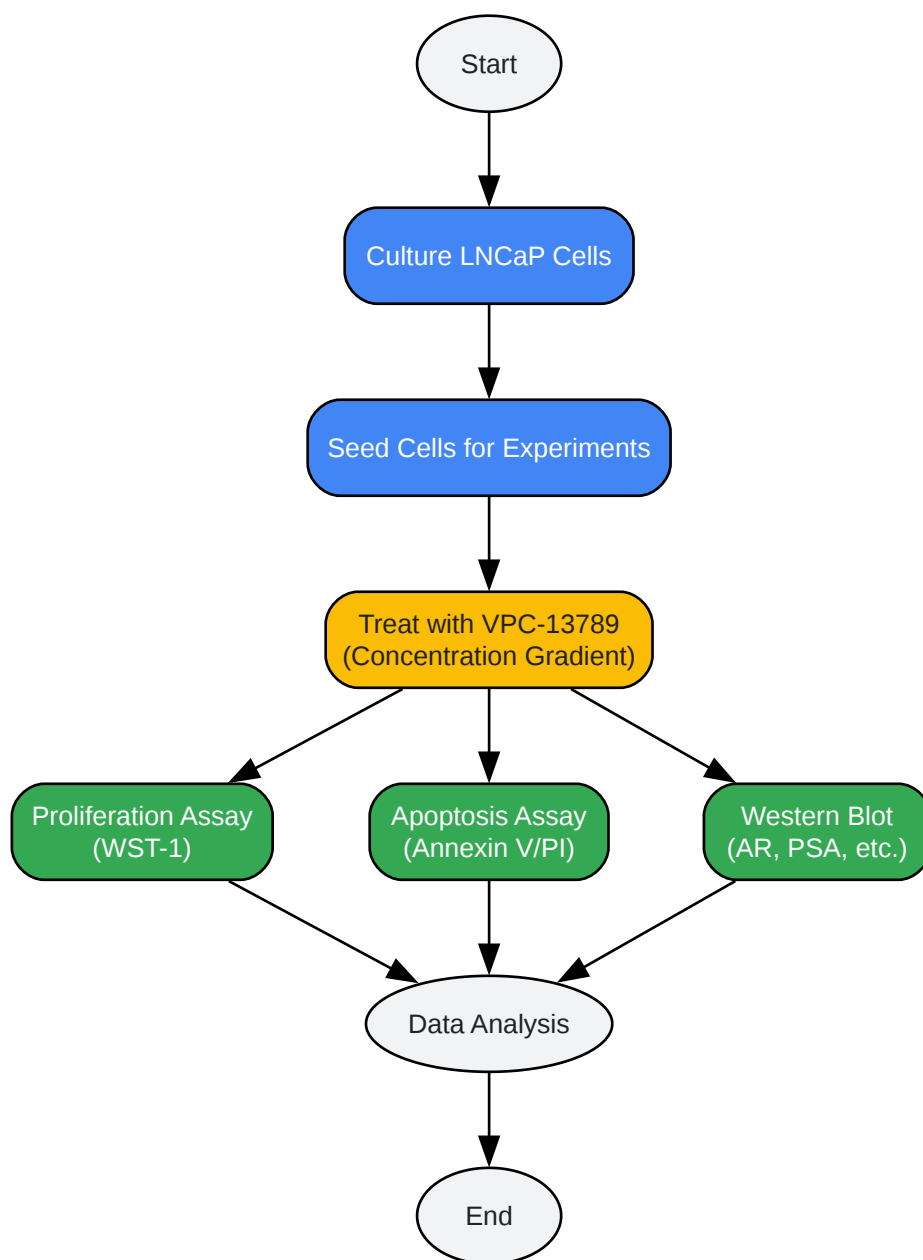 Start
Culture LNCaP Cells
Seed Cells for Experiments
Treat with VPC-13789
(Concentration Gradient)
Proliferation Assay
(WST-1)
Apoptosis Assay
(Annexin V/PI)
Western Blot
(AR, PSA, etc.)
Data Analysis
End